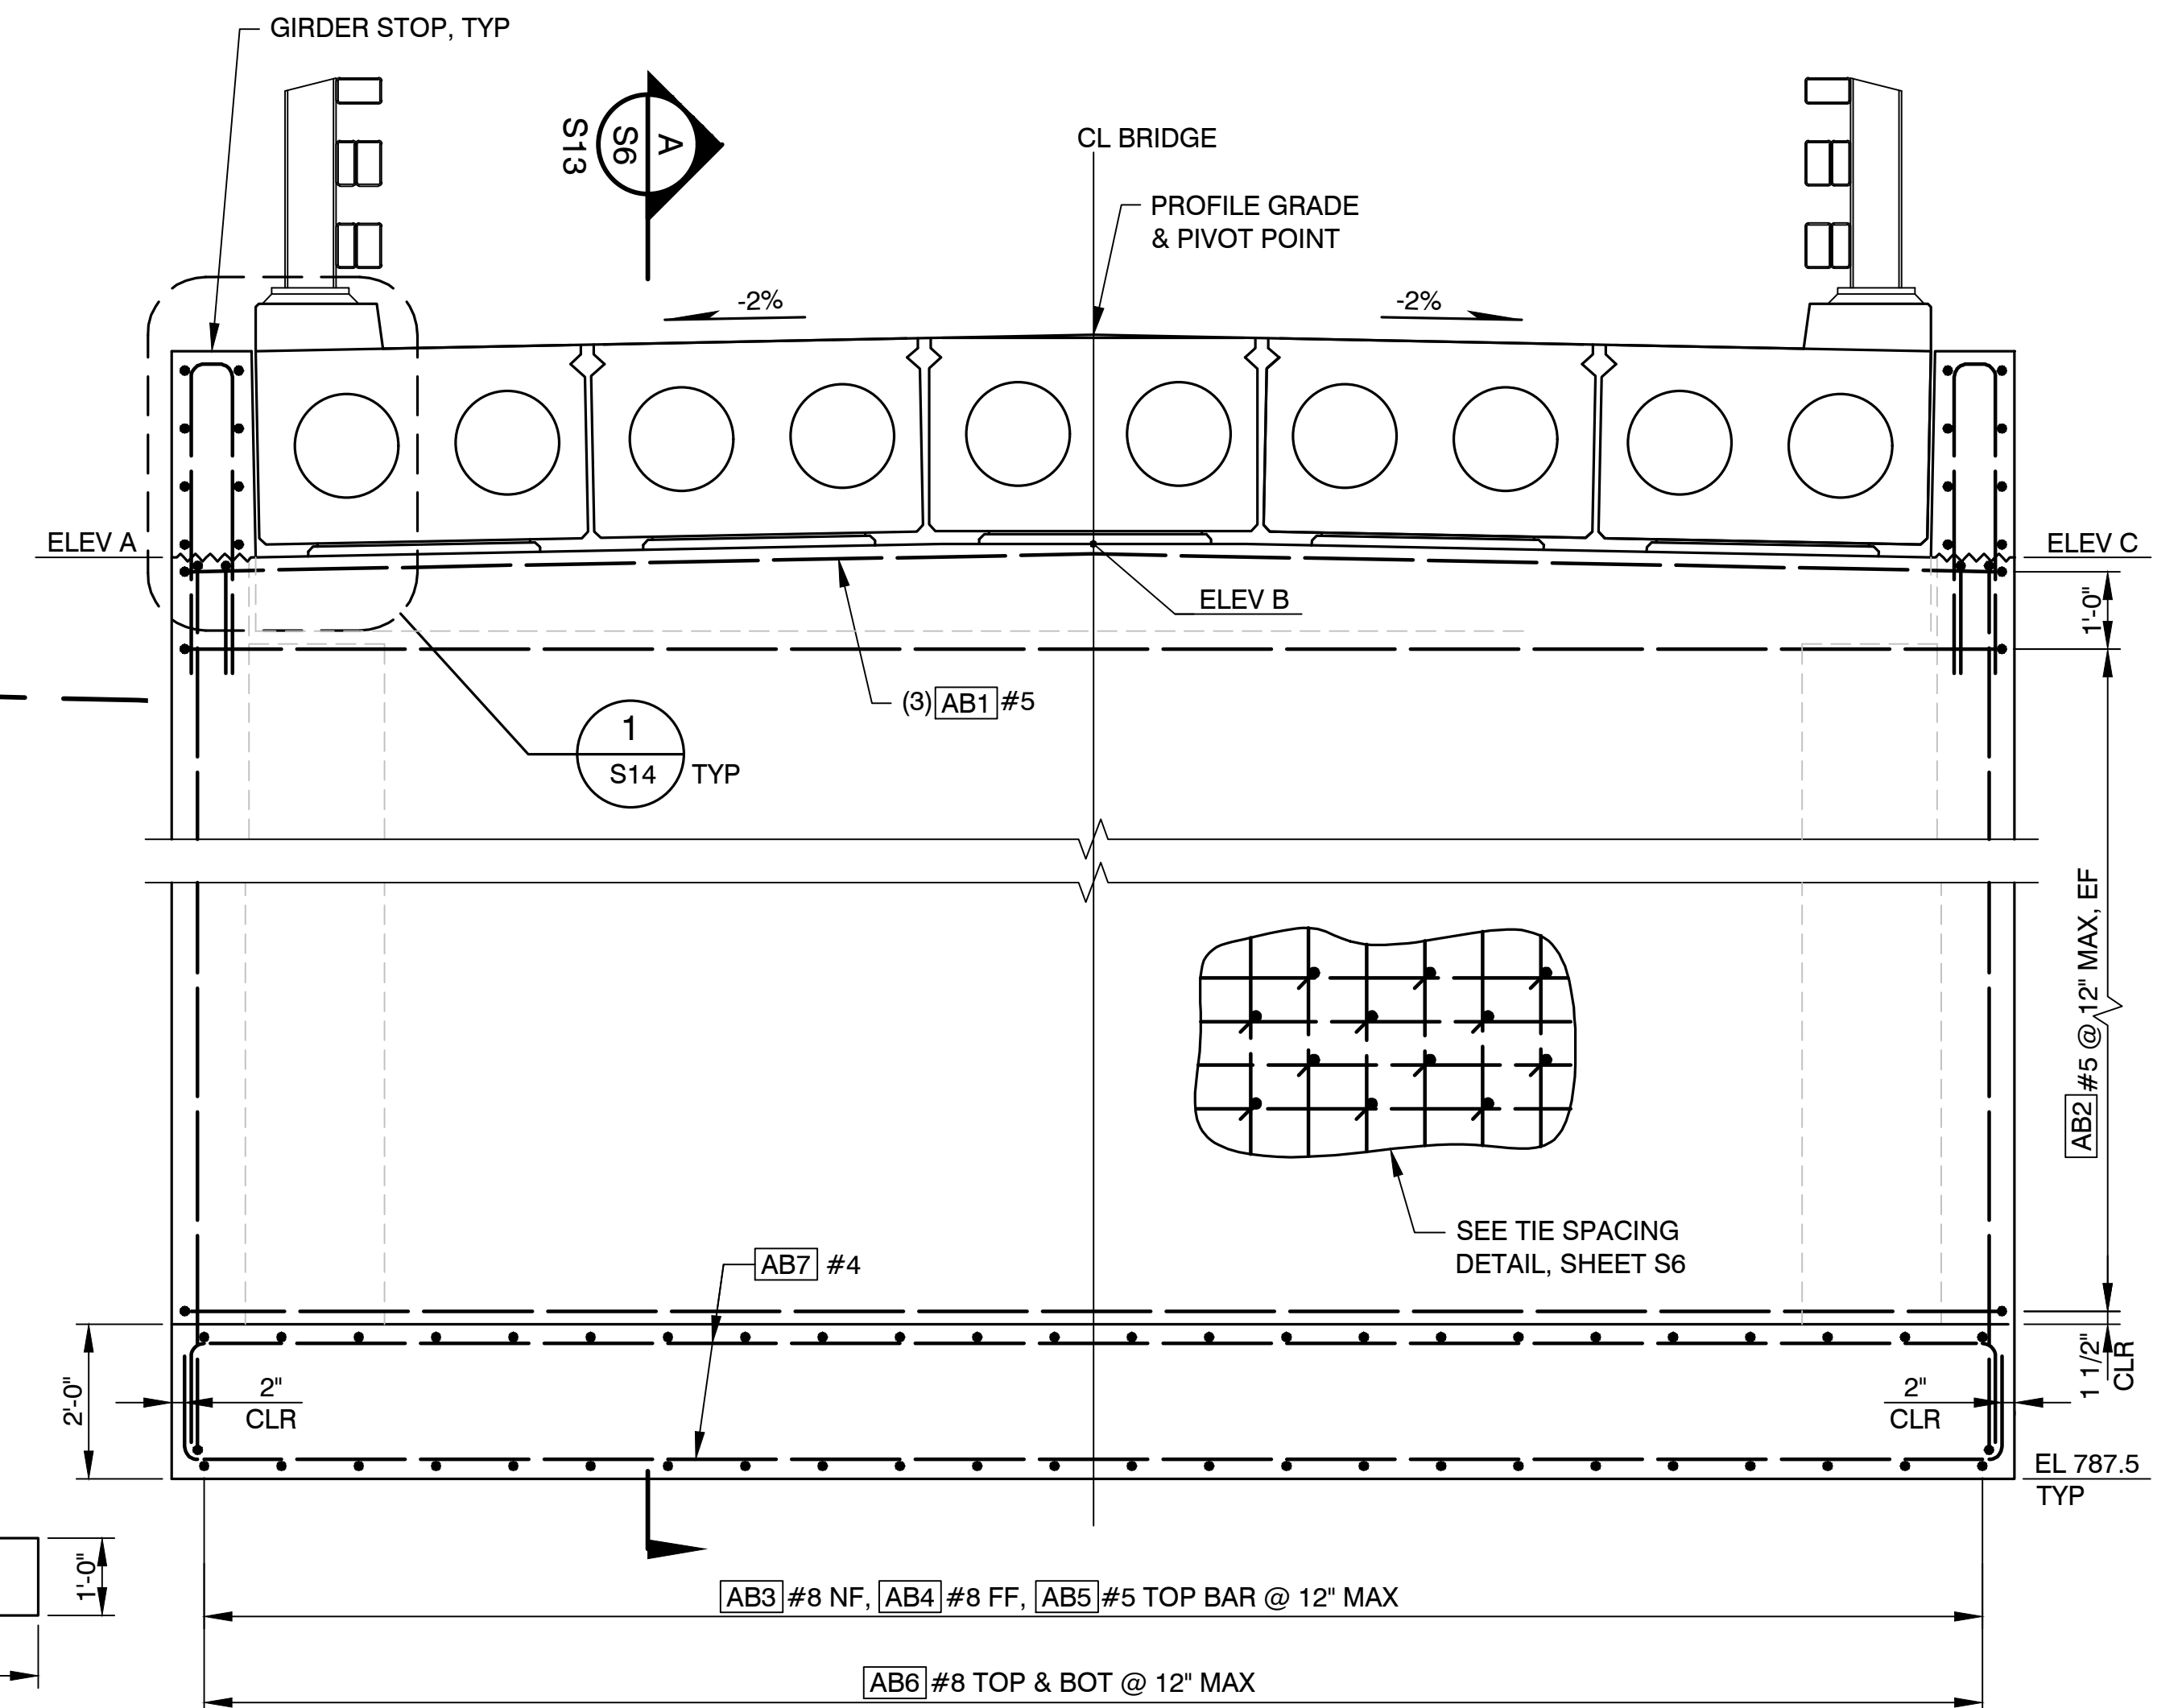 GIRDER STOP, TYP
A
S6
S13
CL BRIDGE
PROFILE GRADE
& PIVOT POINT
-2%
-2%
ELEV A
ELEV C
ELEV B
1'-0"
(3) AB1 #5
1
S14
TYP
AB2 #5 @ 12" MAX, EF
SEE TIE SPACING
DETAIL, SHEET S6
AB7 #4
2'-0"
2"
CLR
2"
CLR
1 1/2"
CLR
EL 787.5
TYP
1'-0"
AB3 #8 NF, AB4 #8 FF, AB5 #5 TOP BAR @ 12" MAX
AB6 #8 TOP & BOT @ 12" MAX